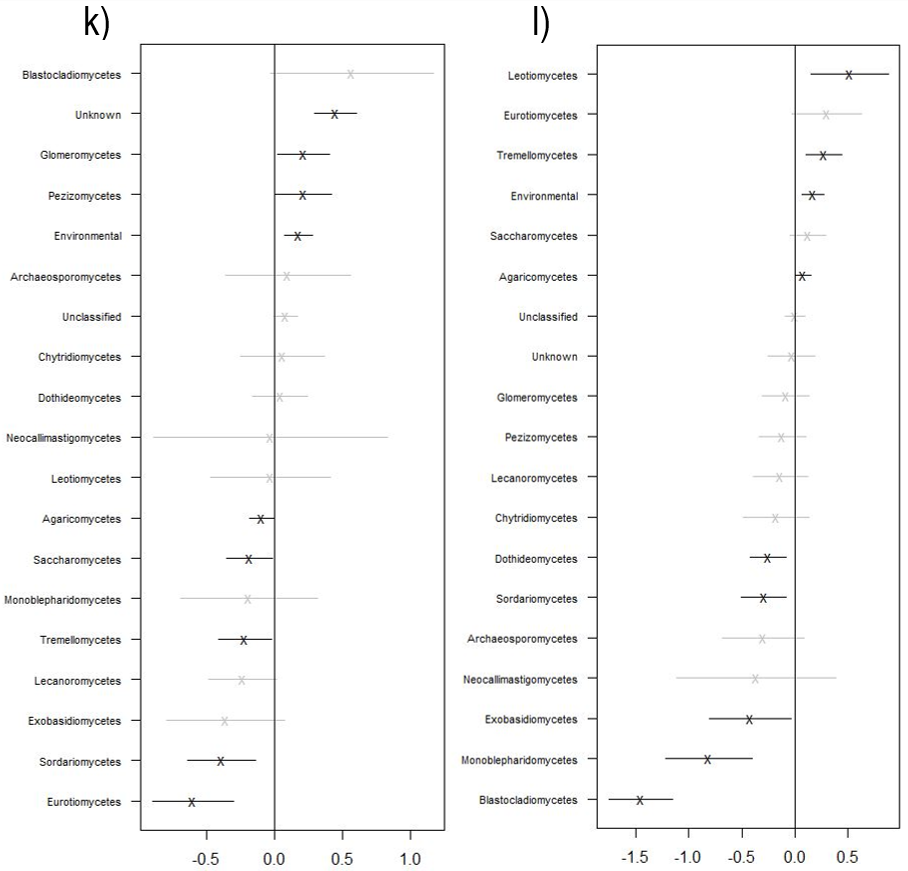 k)
Blastocladiomycetes
Unknown
Glomeromycetes
Pezizomycetes
Environmental
Archaeosporomycetes
Unclassified
Chytridiomycetes
Dothideomycetes
Neocallimastigomycetes
Leotiomycetes
Agaricomycetes
Saccharomycetes
Monoblepharidomycetes
Tremellomycetes
Lecanoromycetes
Exobasidiomycetes
Sordariomycetes
Eurotiomycetes
-0.5 0.0 0.5 1.0
l)
Leotiomycetes
Eurotiomycetes
Tremellomycetes
Environmental
Saccharomycetes
Agaricomycetes
Unclassified
Unknown
Glomeromycetes
Pezizomycetes
Lecanoromycetes
Chytridiomycetes
Dothideomycetes
Sordariomycetes
Archaeosporomycetes
Neocallimastigomycetes
Exobasidiomycetes
Monoblepharidomycetes
Blastocladiomycetes
-1.5 -1.0 -0.5 0.0 0.5